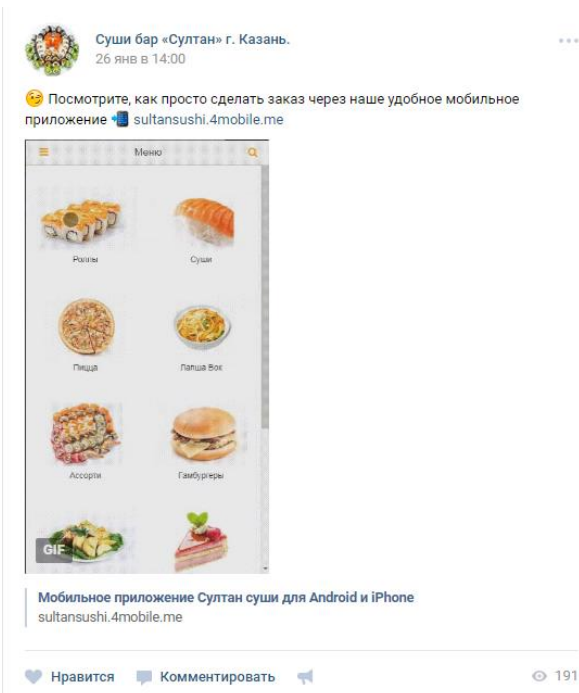 Суши бар «Султан» г. Казань.
26 янв в 14:00
Посмотрите, как просто сделать заказ через наше удобное мобильное
приложение sultansushi.4mobile.me
Меню
Роллы Суши
Пицца Лапша Вок
Ассорти Гамбургеры
GIF
Мобильное приложение Султан суши для Android и iPhone
sultansushi.4mobile.me
Нравится Комментировать 191